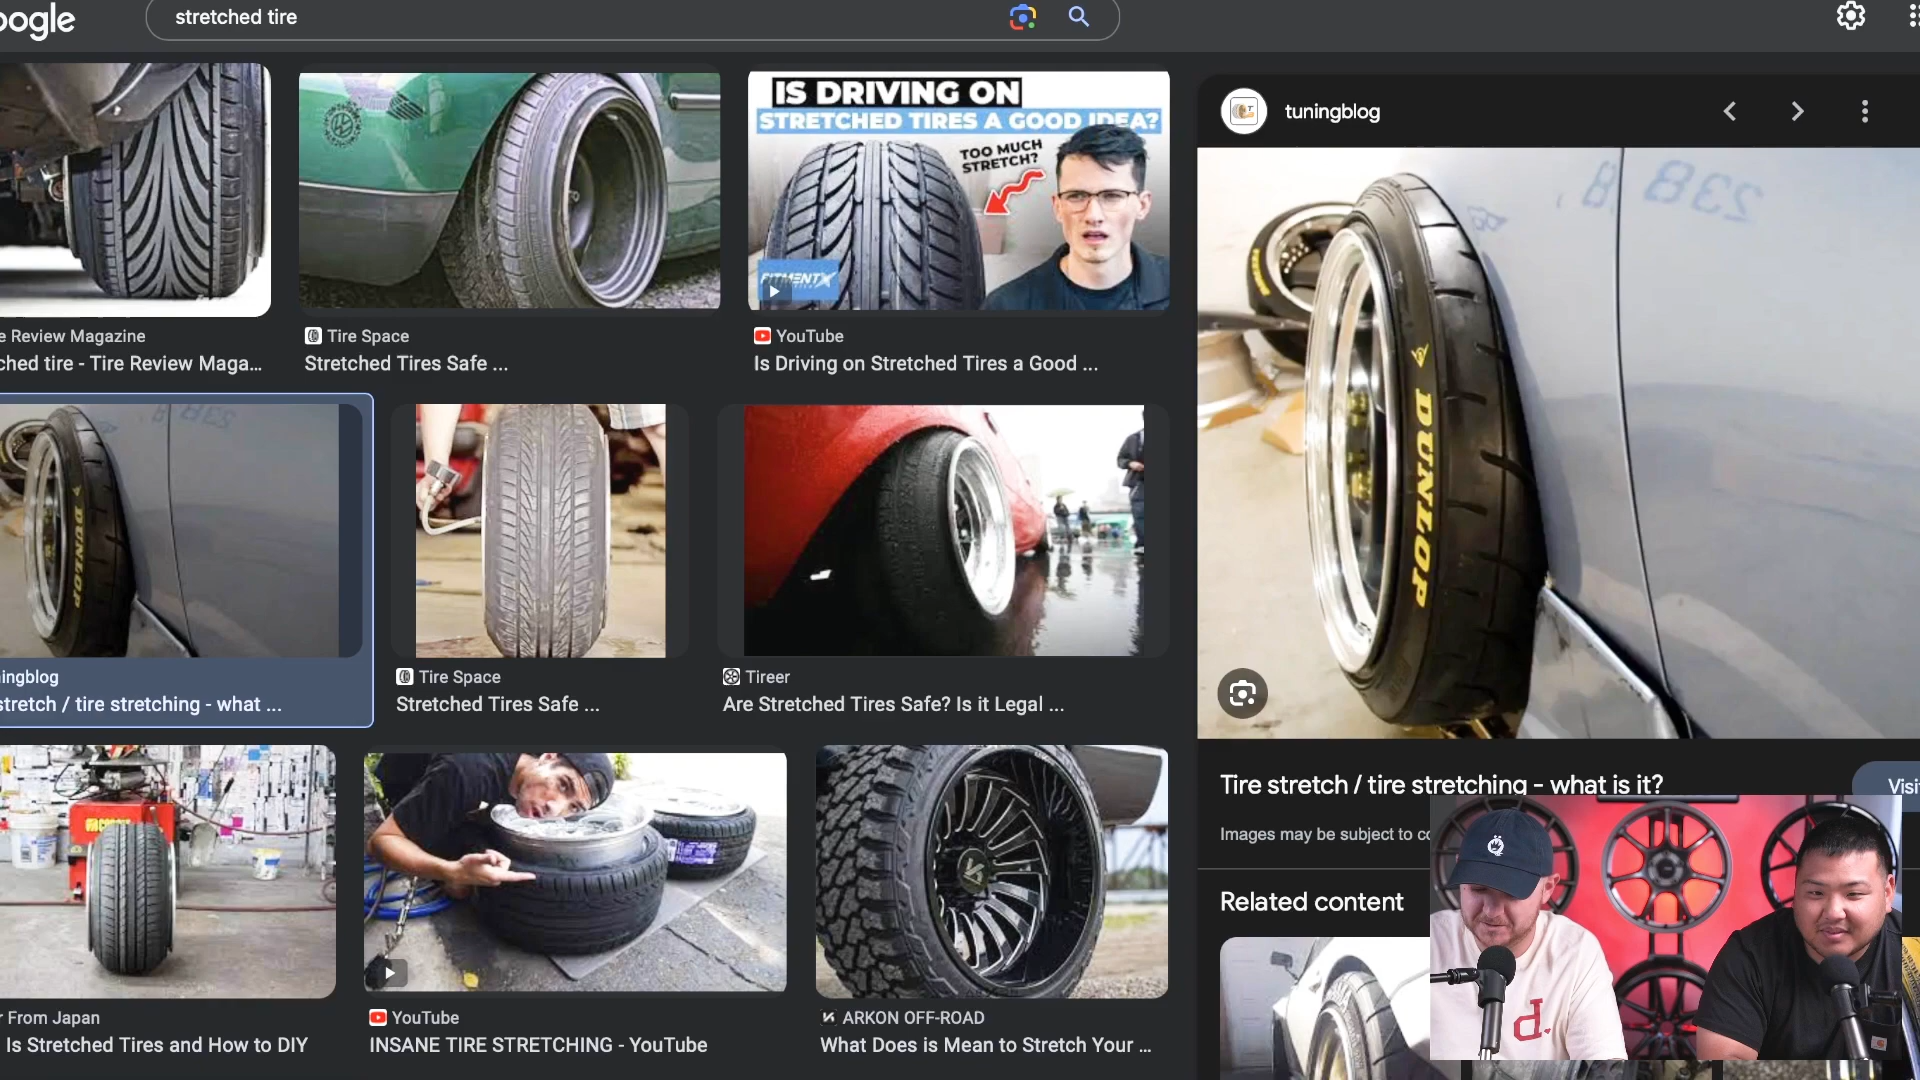 oogle
stretched tire
e Review Magazine
ched tire - Tire Review Maga...
Tire Space
Stretched Tires Safe ...
IS DRIVING ON
STRETCHED TIRES A GOOD IDEA?
TOO MUCH
STRETCH?
YouTube
Is Driving on Stretched Tires a Good ...
DUNLOP
ingblog
stretch / tire stretching - what ...
Tire Space
Stretched Tires Safe ...
Tireer
Are Stretched Tires Safe? Is it Legal ...
r From Japan
Is Stretched Tires and How to DIY
YouTube
INSANE TIRE STRETCHING - YouTube
ARKON OFF-ROAD
What Does is Mean to Stretch Your ...
tuningblog
DUNLOP
Tire stretch / tire stretching - what is it?
Visi
Images may be subject to co
Related content
d.